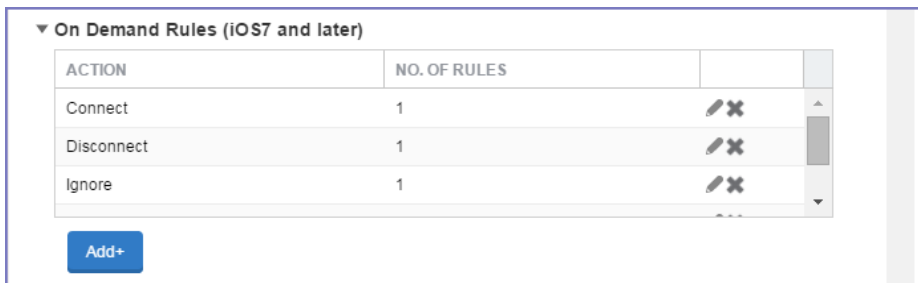 On Demand Rules (iOS7 and later)
ACTION NO. OF RULES
Connect 1
Disconnect 1
Ignore 1
Add+